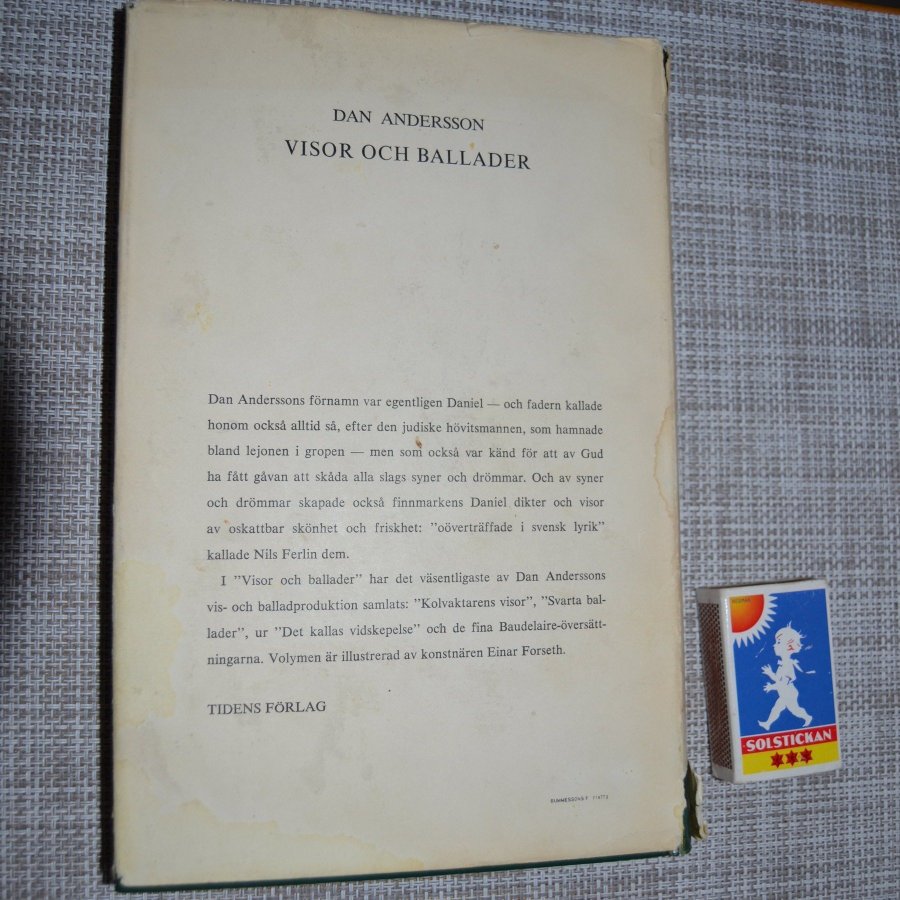 DAN ANDERSSON
VISOR OCH BALLADER
Dan Anderssons förnamn var egentligen Daniel — och fadern kallade
honom också alltid så, efter den judiske hövitsmannen, som hamnade
bland lejonen i gropen — men som också var känd för att av Gud
ha fått gåvan att skåda alla slags syner och drömmar. Och av syner
och drömmar skapade också finnmarkens Daniel dikter och visor
av oskattbar skönhet och friskhet: ”oöverträffade i svensk lyrik”
kallade Nils Ferlin dem.
I ”Visor och ballader” har det väsentligaste av Dan Anderssons
vis- och balladproduktion samlats: ”Kolvaktarens visor”, ”Svarta bal-
lader”, ur ”Det kallas vidskepelse” och de fina Baudelaire-översätt-
ningarna. Volymen är illustrerad av konstnären Einar Forseth.
TIDENS FÖRLAG
SOLSTICKAN